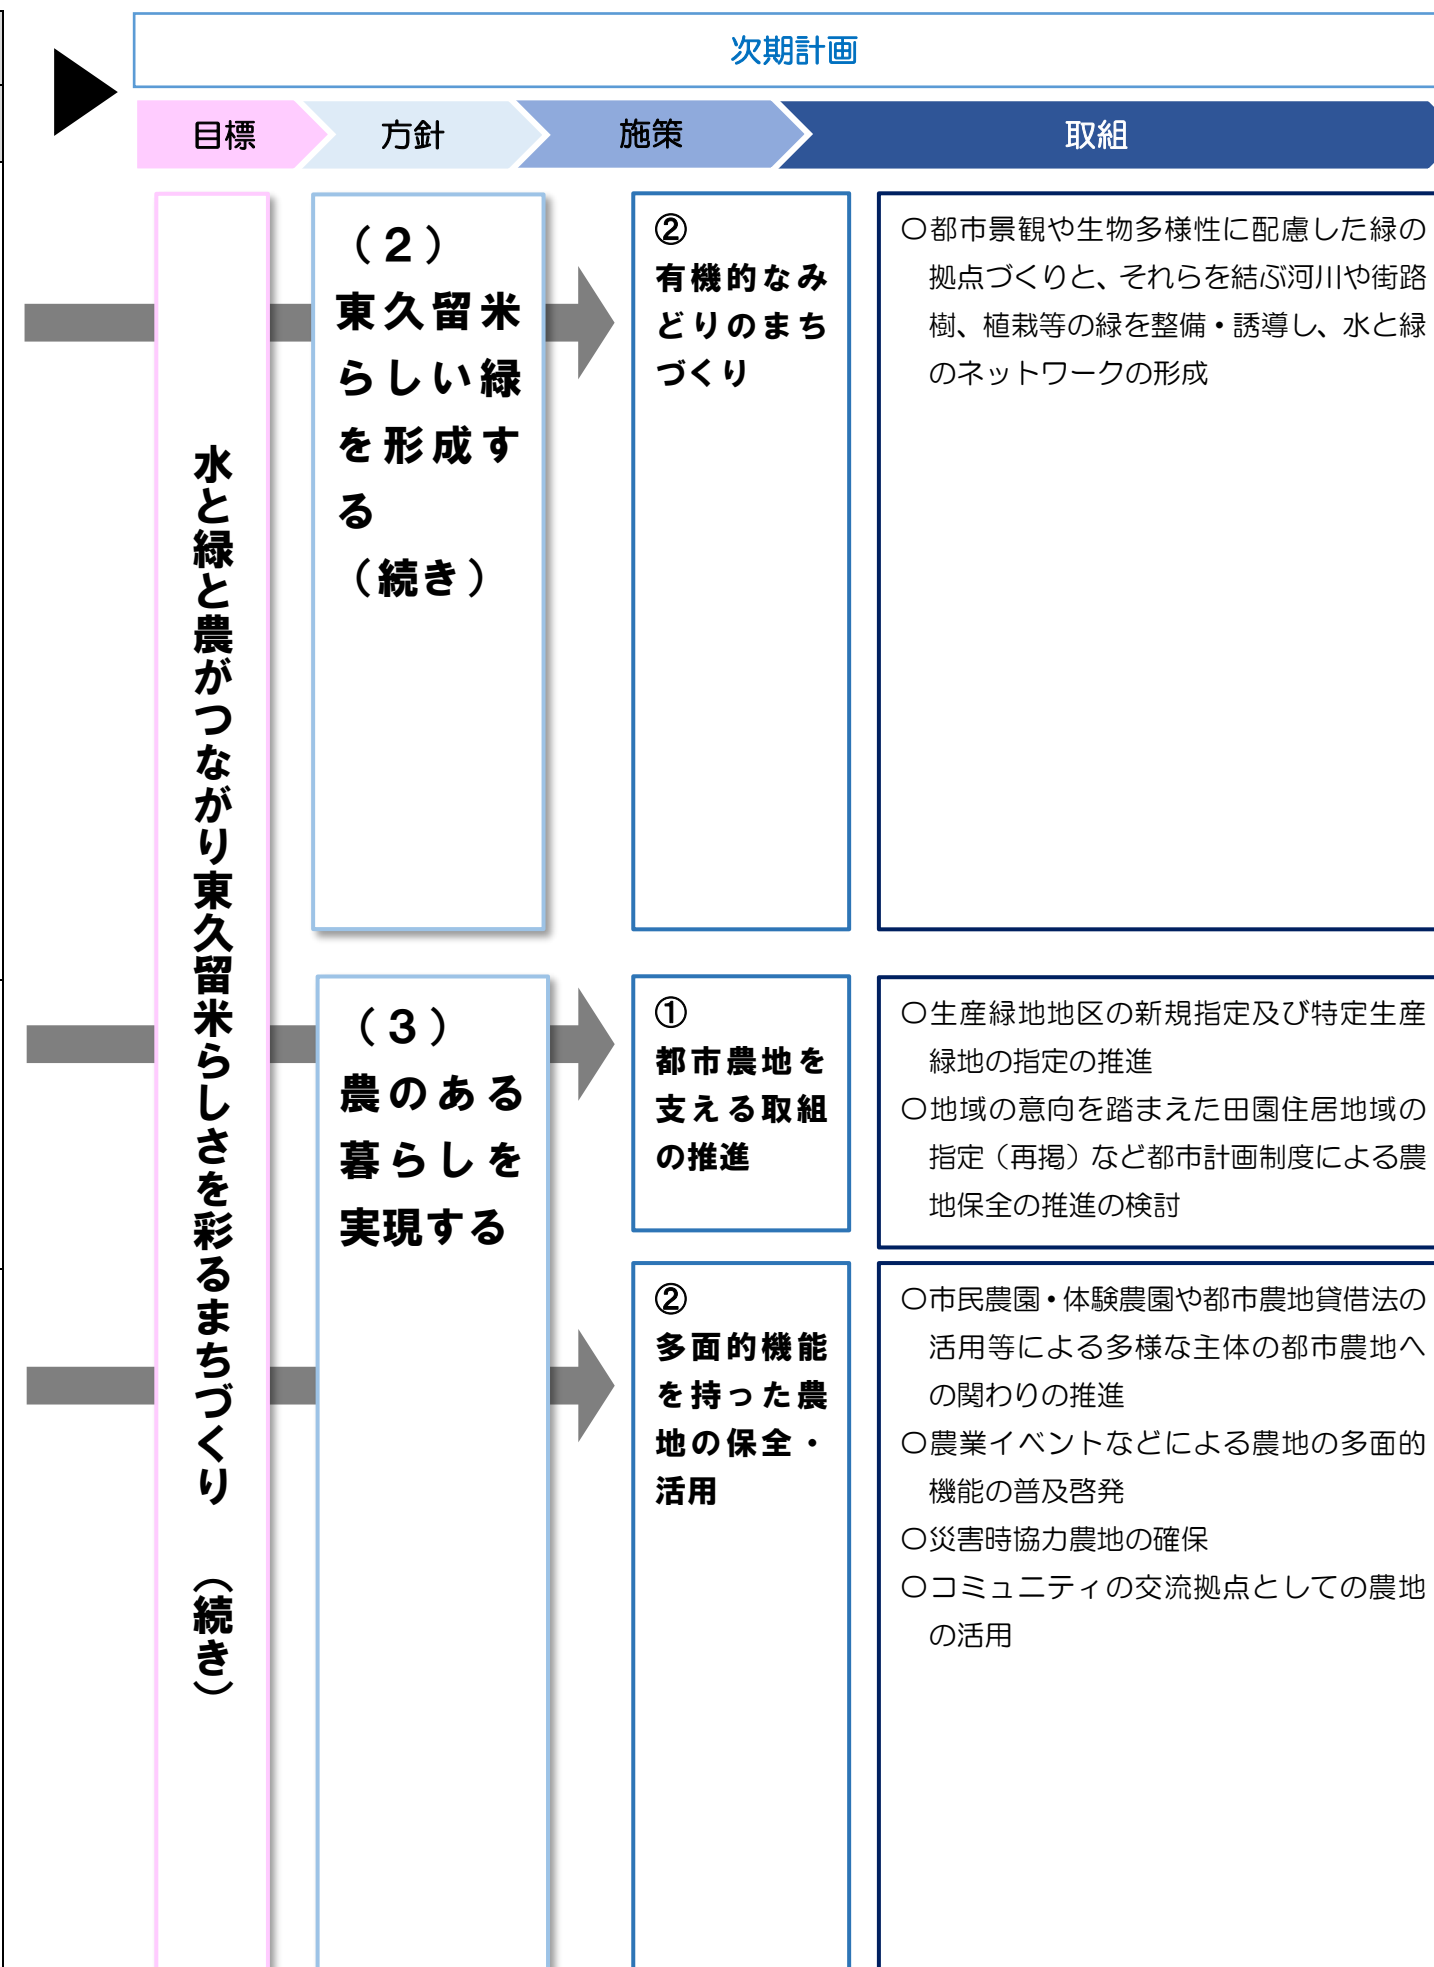 次期計画
目標
方針
施策
取組
水と緑と農がつながり東久留米らしさを彩るまちづくり（続き）
（２）
東久留米
らしい緑
を形成す
る
（続き）
②
有機的なみ
どりのまち
づくり
〇都市景観や生物多様性に配慮した緑の
拠点づくりと、それらを結ぶ河川や街路
樹、植栽等の緑を整備・誘導し、水と緑
のネットワークの形成
（３）
農のある
暮らしを
実現する
①
都市農地を
支える取組
の推進
〇生産緑地地区の新規指定及び特定生産
緑地の指定の推進
〇地域の意向を踏まえた田園住居地域の
指定（再掲）など都市計画制度による農
地保全の推進の検討
②
多面的機能
を持った農
地の保全・
活用
〇市民農園・体験農園や都市農地貸借法の
活用等による多様な主体の都市農地へ
の関わりの推進
〇農業イベントなどによる農地の多面的
機能の普及啓発
〇災害時協力農地の確保
〇コミュニティの交流拠点としての農地
の活用